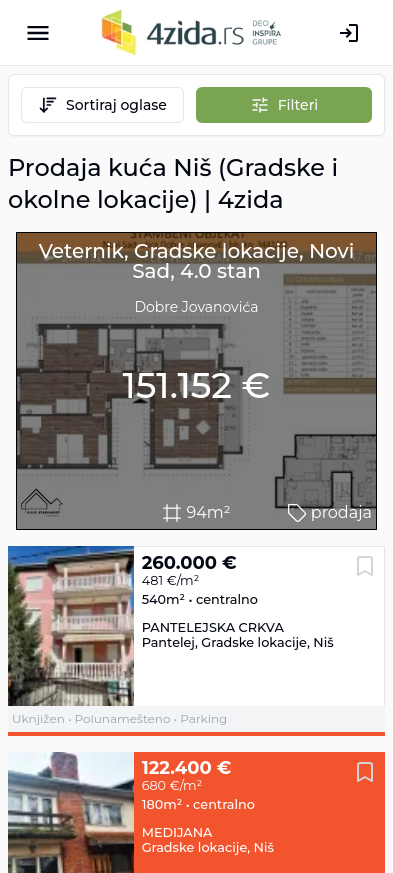 4zida.rs
DEO
INSPIRA
GRUPE
Sortiraj oglase
Filteri
Prodaja kuća Niš (Gradske i
okolne lokacije) | 4zida
Veternik, Gradske lokacije, Novi
Sad, 4.0 stan
Dobre Jovanovića
151.152 €
94m²
prodaja
260.000 €
481 €/m²
540m² • centralno
PANTELEJSKA CRKVA
Pantelej, Gradske lokacije, Niš
Uknjižen • Polunamešteno • Parking
122.400 €
680 €/m²
180m² • centralno
MEDIJANA
Gradske lokacije, Niš